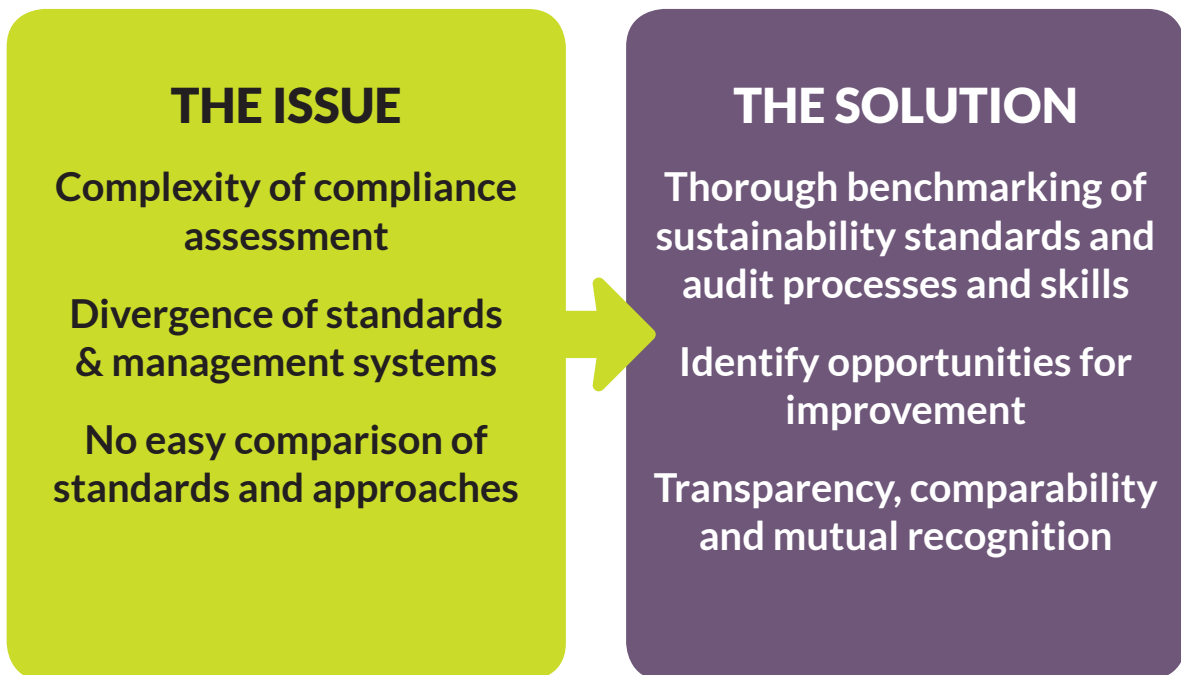 THE ISSUE
Complexity of compliance
assessment
Divergence of standards
& management systems
No easy comparison of
standards and approaches
THE SOLUTION
Thorough benchmarking of
sustainability standards and
audit processes and skills
Identify opportunities for
improvement
Transparency, comparability
and mutual recognition